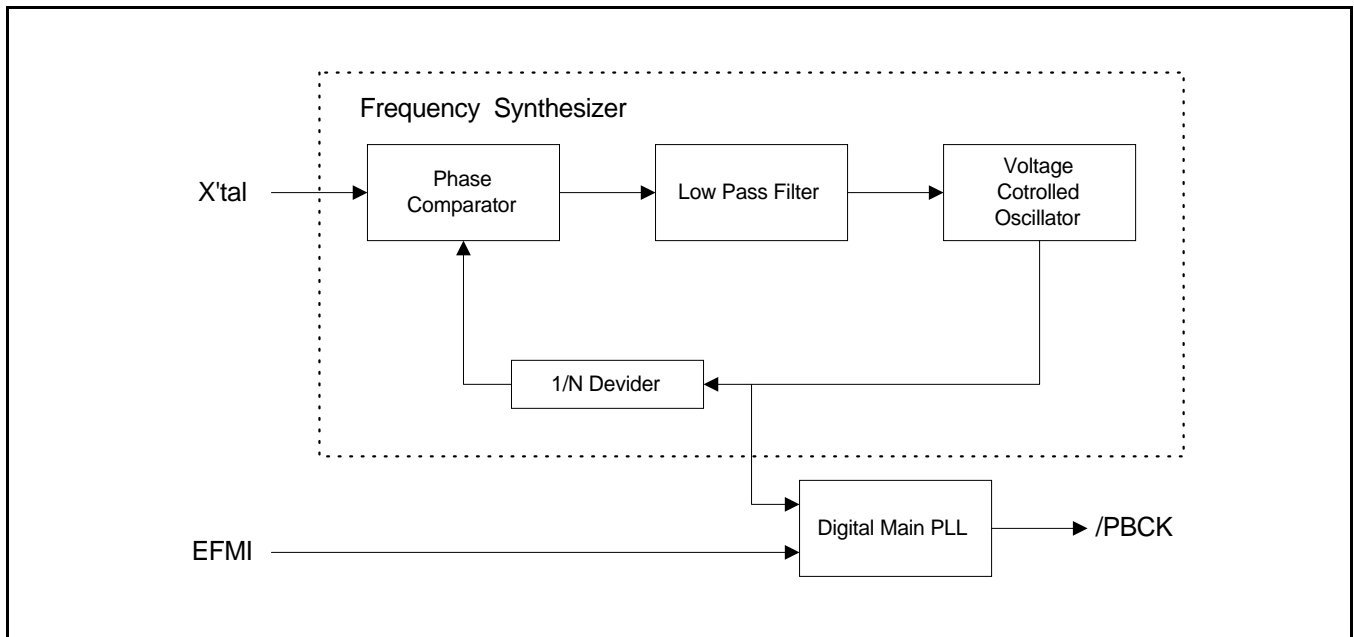 Frequency Synthesizer
X'tal
Phase
Comparator
Low Pass Filter
Voltage
Cotrolled
Oscillator
1/N Devider
Digital Main PLL
/PBCK
EFMI